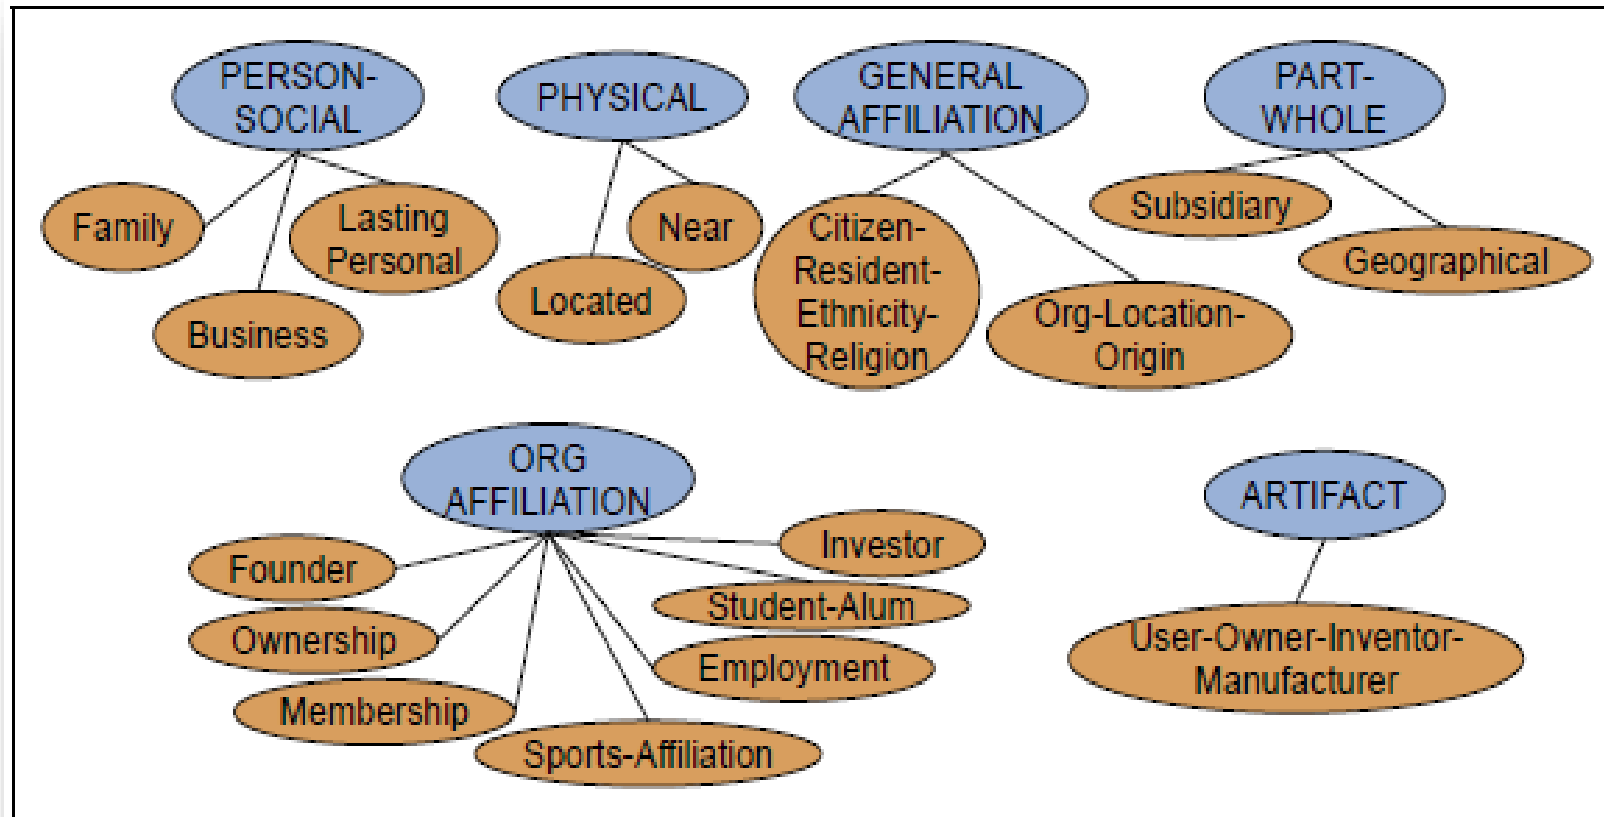 PERSON-
SOCIAL
PHYSICAL
GENERAL
AFFILIATION
PART-
WHOLE
Family
Lasting
Personal
Business
Near
Located
Citizen-
Resident-
Ethnicity-
Religion
Org-Location-
Origin
Subsidiary
Geographical
ORG
AFFILIATION
ARTIFACT
Founder
Ownership
Membership
Sports-Affiliation
Investor
Student-Alum
Employment
User-Owner-Inventor-
Manufacturer